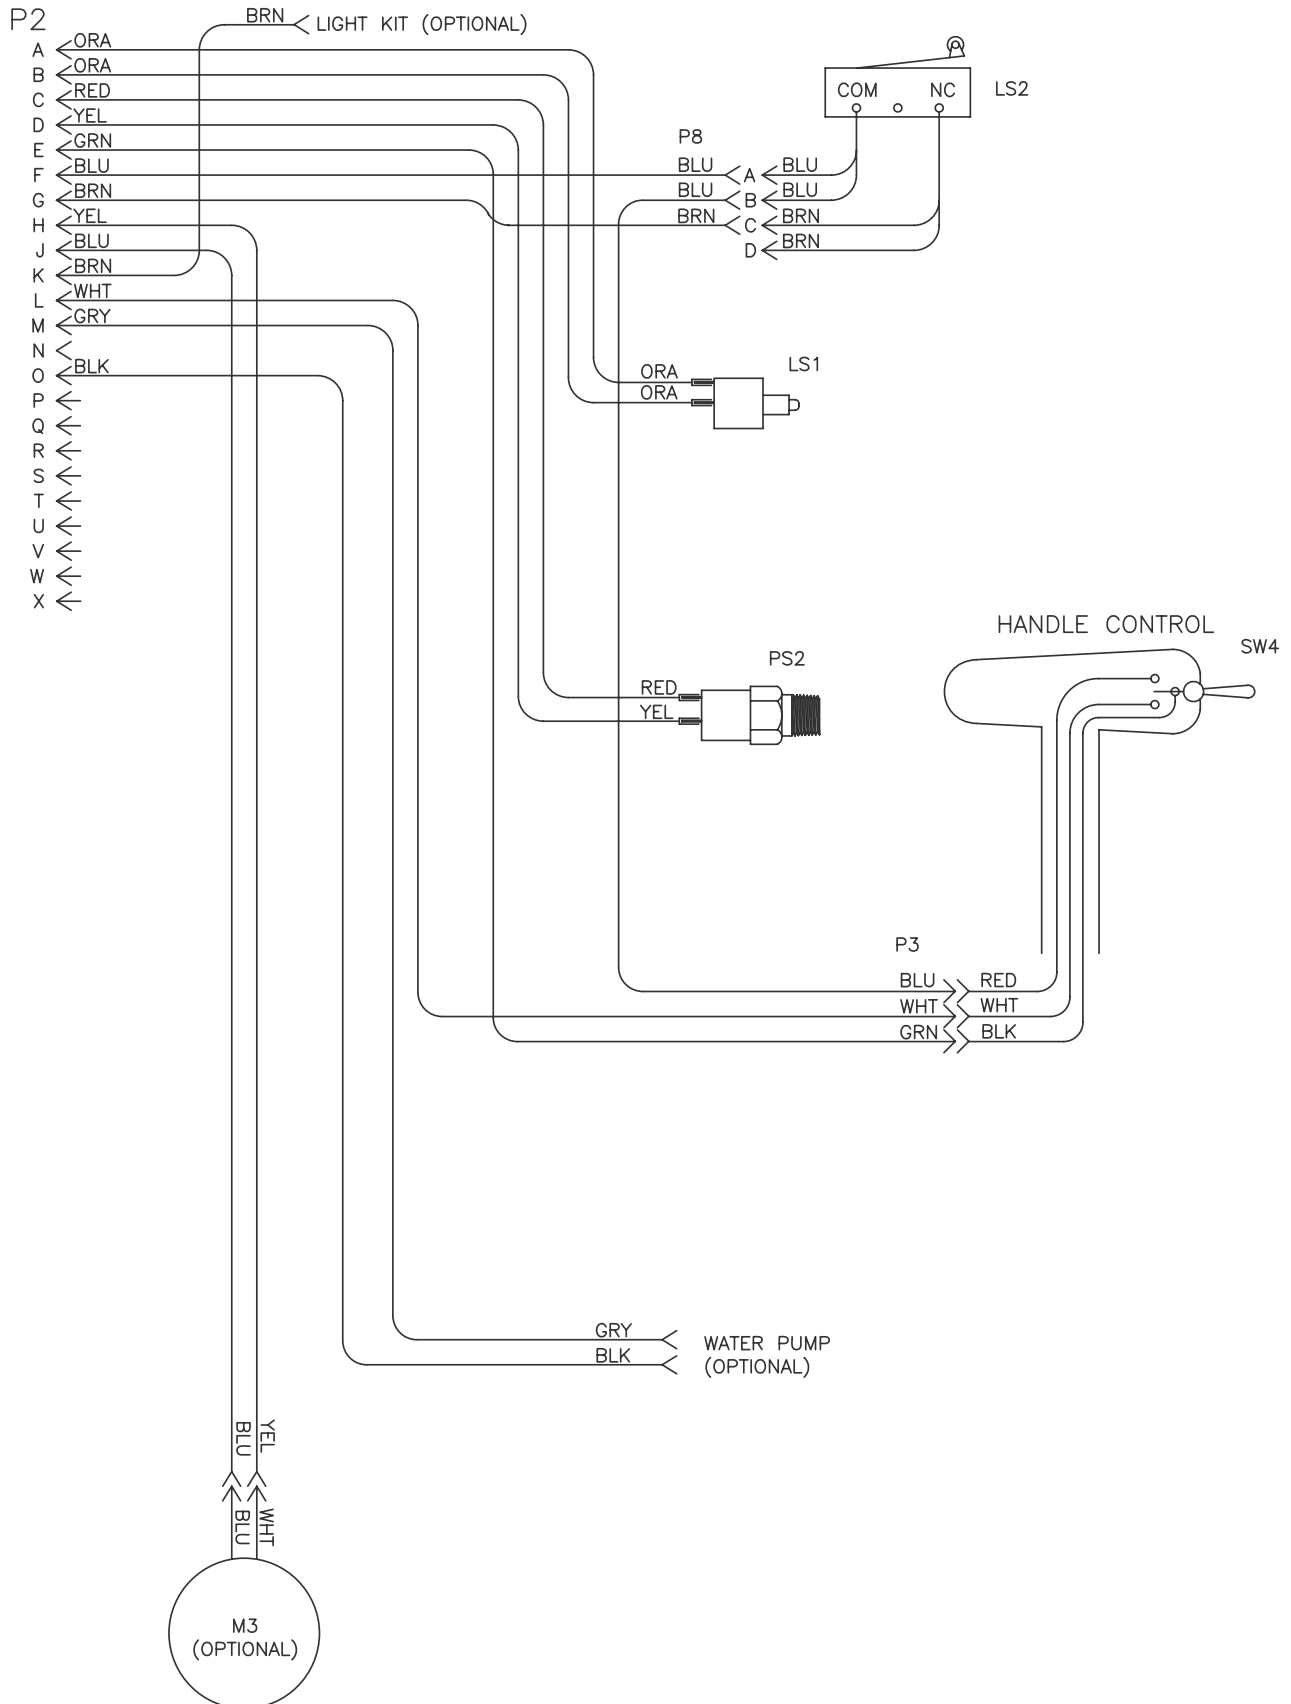 P2
BRN LIGHT KIT (OPTIONAL)
A ORA
B ORA
C RED
D YEL
E GRN
F BLU
G BRN
H YEL
J BLU
K BRN
L WHT
M GRY
N
O BLK
P
Q
R
S
T
U
V
W
X
COM NC LS2
P8
BLU A BLU
BLU B BLU
BRN C BRN
D BRN
LS1
ORA
ORA
PS2
RED
YEL
HANDLE CONTROL
SW4
P3
BLU RED
WHT WHT
GRN BLK
GRY
BLK
WATER PUMP
(OPTIONAL)
BLU YEL
BLU WHT
M3
(OPTIONAL)